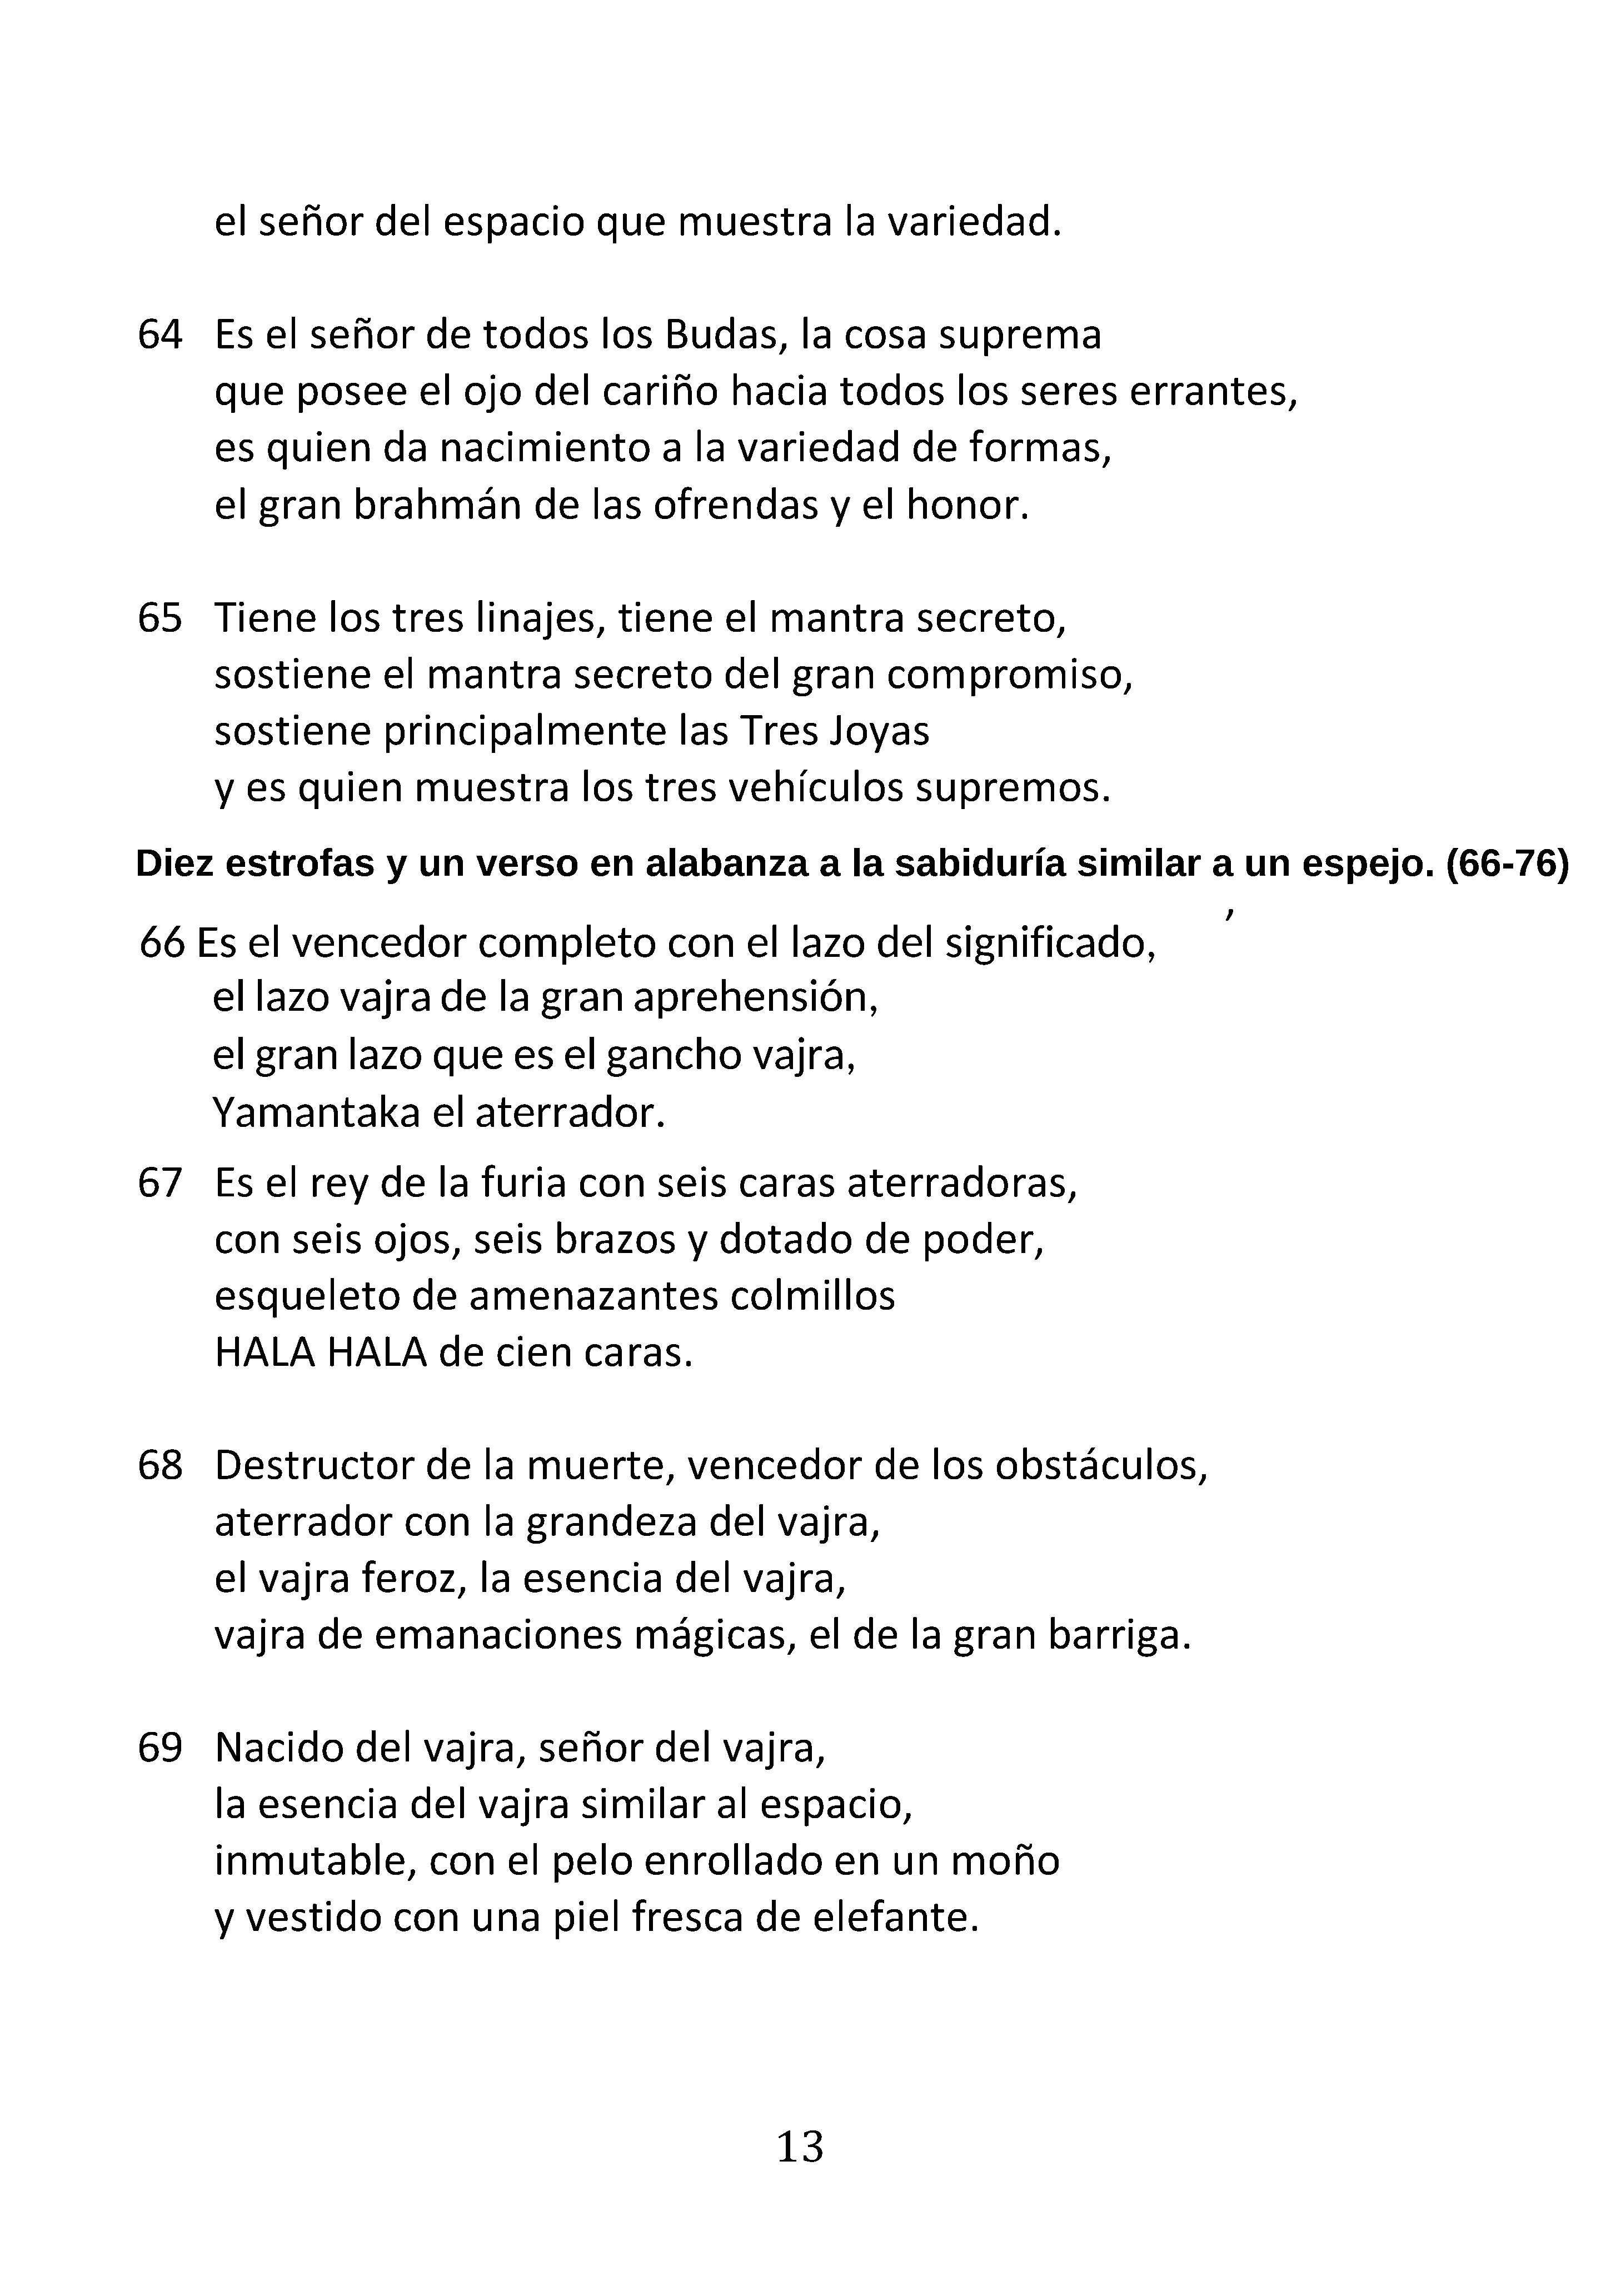 el señor del espacio que muestra la variedad.
64 Es el señor de todos los Budas, la cosa suprema
que posee el ojo del cariño hacia todos los seres errantes,
es quien da nacimiento a la variedad de formas,
el gran brahmán de las ofrendas y el honor.
65 Tiene los tres linajes, tiene el mantra secreto,
sostiene el mantra secreto del gran compromiso,
sostiene principalmente las Tres Joyas
y es quien muestra los tres vehículos supremos.
Diez estrofas y un verso en alabanza a la sabiduría similar a un espejo. (66-76)
,
66 Es el vencedor completo con el lazo del significado,
el lazo vajra de la gran aprehensión,
el gran lazo que es el gancho vajra,
Yamantaka el aterrador.
67 Es el rey de la furia con seis caras aterradoras,
con seis ojos, seis brazos y dotado de poder,
esqueleto de amenazantes colmillos
HALA HALA de cien caras.
68 Destructor de la muerte, vencedor de los obstáculos,
aterrador con la grandeza del vajra,
el vajra feroz, la esencia del vajra,
vajra de emanaciones mágicas, el de la gran barriga.
69 Nacido del vajra, señor del vajra,
la esencia del vajra similar al espacio,
inmutable, con el pelo enrollado en un moño
y vestido con una piel fresca de elefante.
13